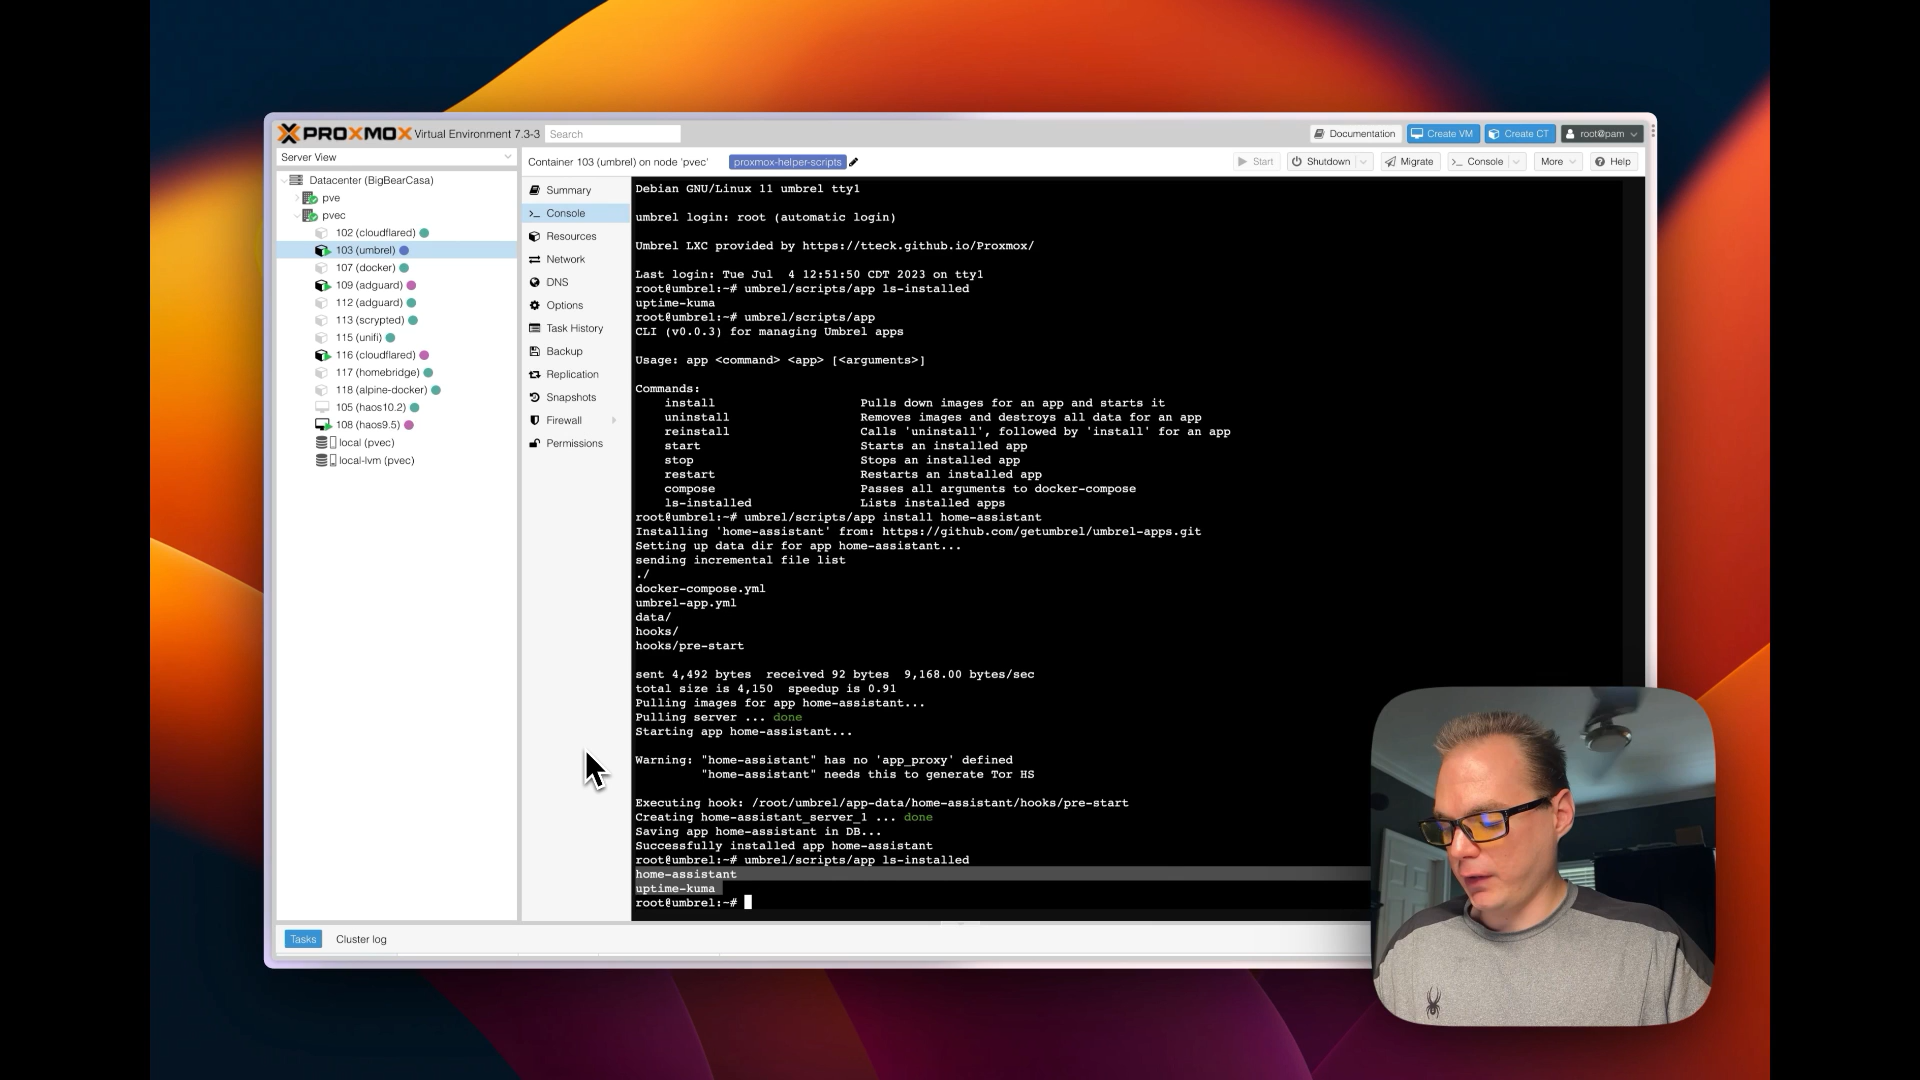 PROXMOX Virtual Environment 7.3-3 Search Documentation Create VM Create CT root@pam
Server View
Container 103 (umbrel) on node 'pvec' proxmox-helper-scripts Start Shutdown Migrate Console More Help
Datacenter (BigBearCasa)
pve
pvec
102 (cloudflared)
103 (umbrel)
107 (docker)
109 (adguard)
112 (adguard)
113 (scrypted)
115 (unifi)
116 (cloudflared)
117 (homebridge)
118 (alpine-docker)
105 (haos10.2)
108 (haos9.5)
local (pvec)
local-lvm (pvec)
Summary
Console
Resources
Network
DNS
Options
Task History
Backup
Replication
Snapshots
Firewall
Permissions
Debian GNU/Linux 11 umbrel tty1
umbrel login: root (automatic login)
Umbrel LXC provided by https://tteck.github.io/Proxmox/
Last login: Tue Jul  4 12:51:50 CDT 2023 on tty1
root@umbrel:~# umbrel/scripts/app ls-installed
uptime-kuma
root@umbrel:~# umbrel/scripts/app
CLI (v0.0.3) for managing Umbrel apps
Usage: app <command> <app> [<arguments>]
Commands:
install Pulls down images for an app and starts it
uninstall Removes images and destroys all data for an app
reinstall Calls 'uninstall', followed by 'install' for an app
start Starts an installed app
stop Stops an installed app
restart Restarts an installed app
compose Passes all arguments to docker-compose
ls-installed Lists installed apps
root@umbrel:~# umbrel/scripts/app install home-assistant
Installing 'home-assistant' from: https://github.com/getumbrel/umbrel-apps.git
Setting up data dir for app home-assistant...
sending incremental file list
./
docker-compose.yml
umbrel-app.yml
data/
hooks/
hooks/pre-start
sent 4,492 bytes  received 92 bytes  9,168.00 bytes/sec
total size is 4,150  speedup is 0.91
Pulling images for app home-assistant...
Pulling server ... done
Starting app home-assistant...
Warning: "home-assistant" has no 'app_proxy' defined
"home-assistant" needs this to generate Tor HS
Executing hook: /root/umbrel/app-data/home-assistant/hooks/pre-start
Creating home-assistant_server_1 ... done
Saving app home-assistant in DB...
Successfully installed app home-assistant
root@umbrel:~# umbrel/scripts/app ls-installed
home-assistant
uptime-kuma
root@umbrel:~#
Tasks Cluster log